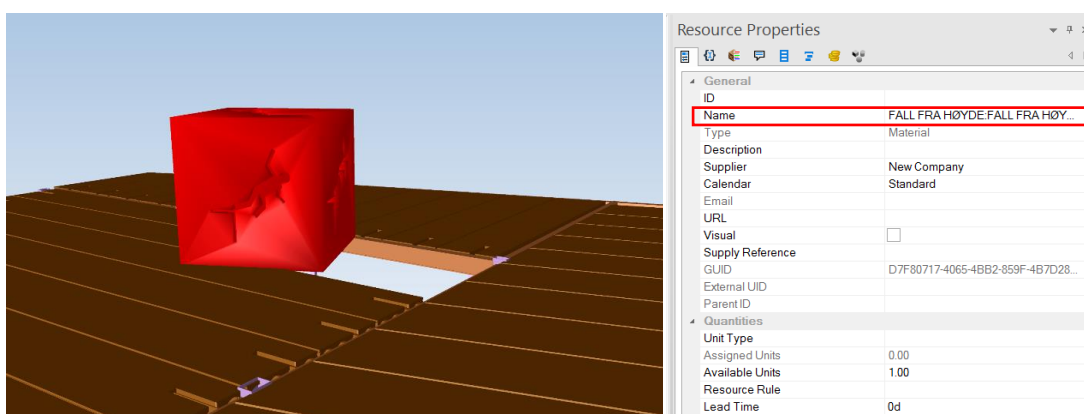 Resource Properties
General
ID
Name FALL FRA HØYDE:FALL FRA HØY...
Type Material
Description
Supplier New Company
Calendar Standard
Email
URL
Visual
Supply Reference
GUID D7F80717-4065-4BB2-859F-4B7D28...
External UID
Parent ID
Quantities
Unit Type
Assigned Units 0.00
Available Units 1.00
Resource Rule
Lead Time 0d